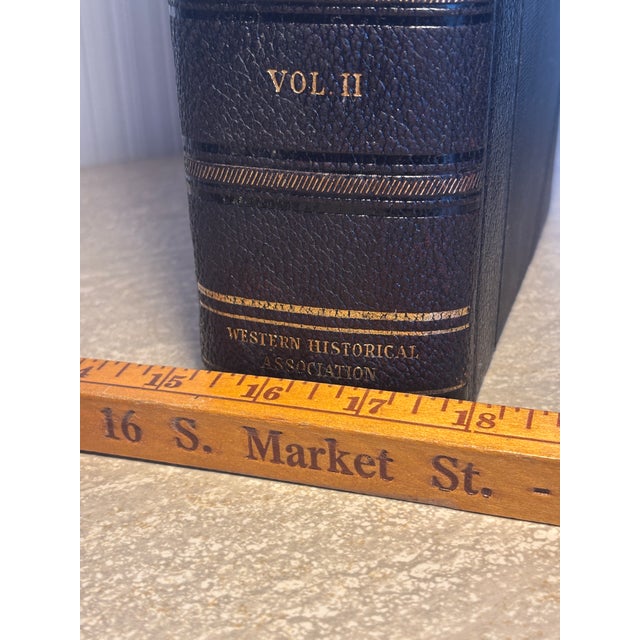 VOL. II
WESTERN HISTORICAL
ASSOCIATION
15 16 17 18
16 S. Market St. -